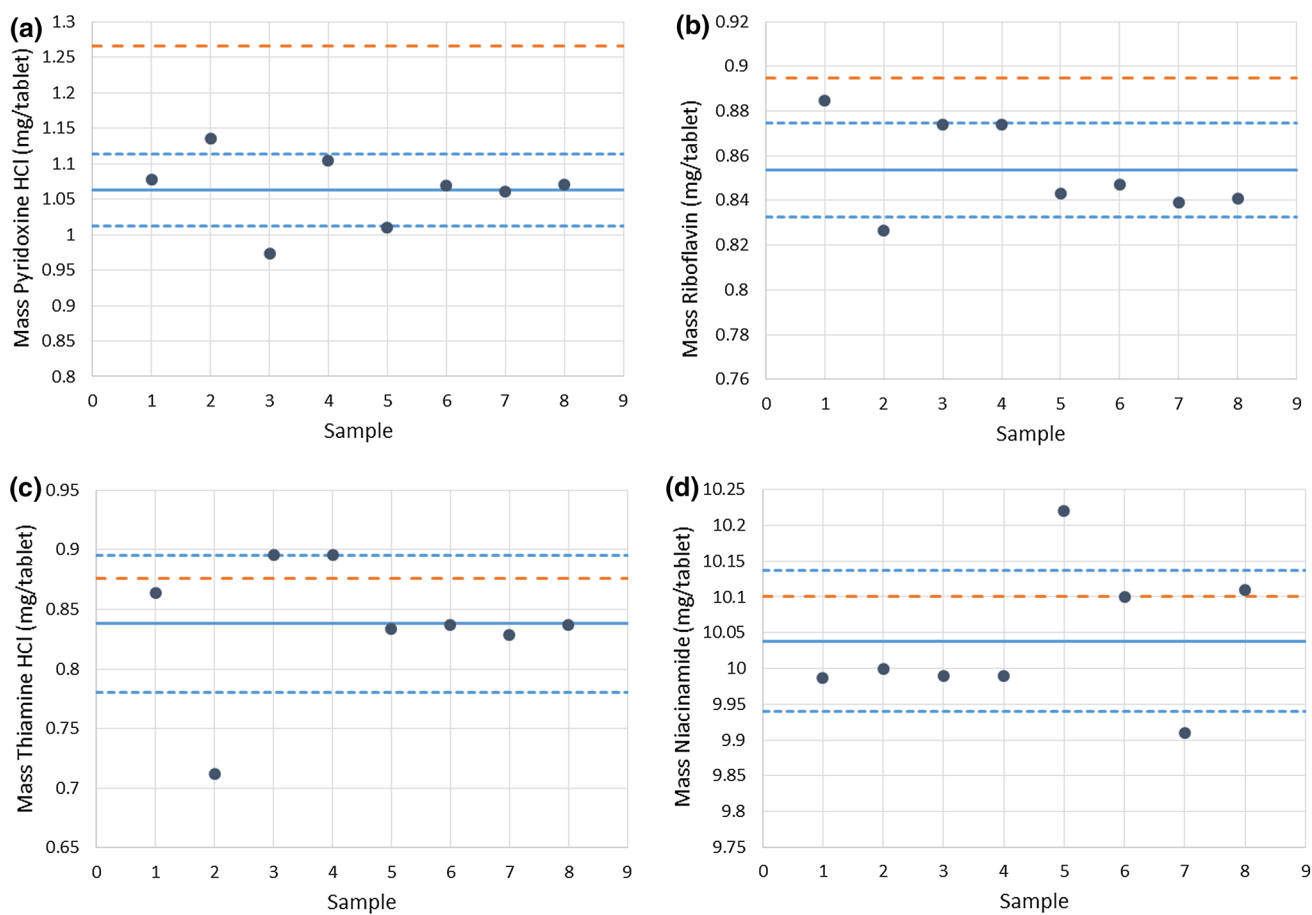 (a)
Mass Pyridoxine HCl (mg/tablet)
1.3
1.25
1.2
1.15
1.1
1.05
1
0.95
0.9
0.85
0.8
0 1 2 3 4 5 6 7 8 9
Sample
(b)
Mass Riboflavin (mg/tablet)
0.92
0.9
0.88
0.86
0.84
0.82
0.8
0.78
0.76
0 1 2 3 4 5 6 7 8 9
Sample
(c)
Mass Thiamine HCl (mg/tablet)
0.95
0.9
0.85
0.8
0.75
0.7
0.65
0 1 2 3 4 5 6 7 8 9
Sample
(d)
Mass Niacinamide (mg/tablet)
10.25
10.2
10.15
10.1
10.05
10
9.95
9.9
9.85
9.8
9.75
0 1 2 3 4 5 6 7 8 9
Sample